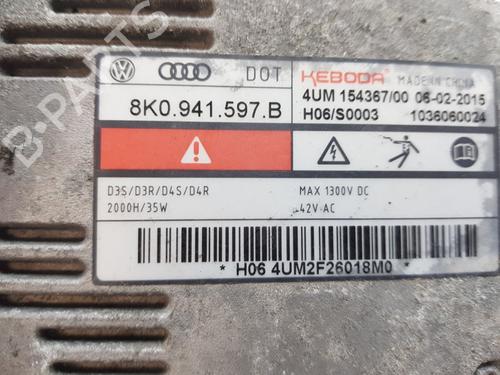 DOT KEBODA MADE IN CHINA
8K0.941.597.B
4UM 154367/00 06-02-2015
H06/S0003 1036060024
D3S/D3R/D4S/D4R
2000H/35W
MAX 1300V DC
42V AC
* H06 4UM2F26018M0 *